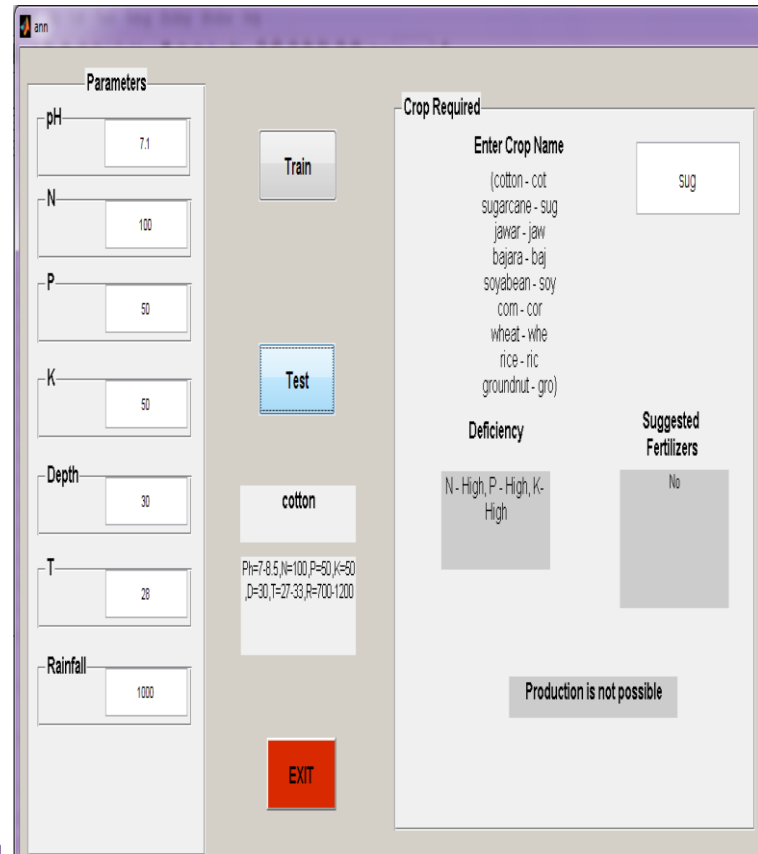 ann
Parameters
pH
7.1
N
100
P
50
K
50
Depth
30
T
28
Rainfall
1000
Train
Test
cotton
Ph=7-8.5,N=100,P=50,K=50
,D=30,T=27-33,R=700-1200
EXIT
Crop Required
Enter Crop Name
(cotton - cot
sugarcane - sug
jawar - jaw
bajara - baj
soyabean - soy
corn - cor
wheat - whe
rice - ric
groundnut - gro)
sug
Deficiency
N - High, P - High, K-
High
Suggested
Fertilizers
No
Production is not possible